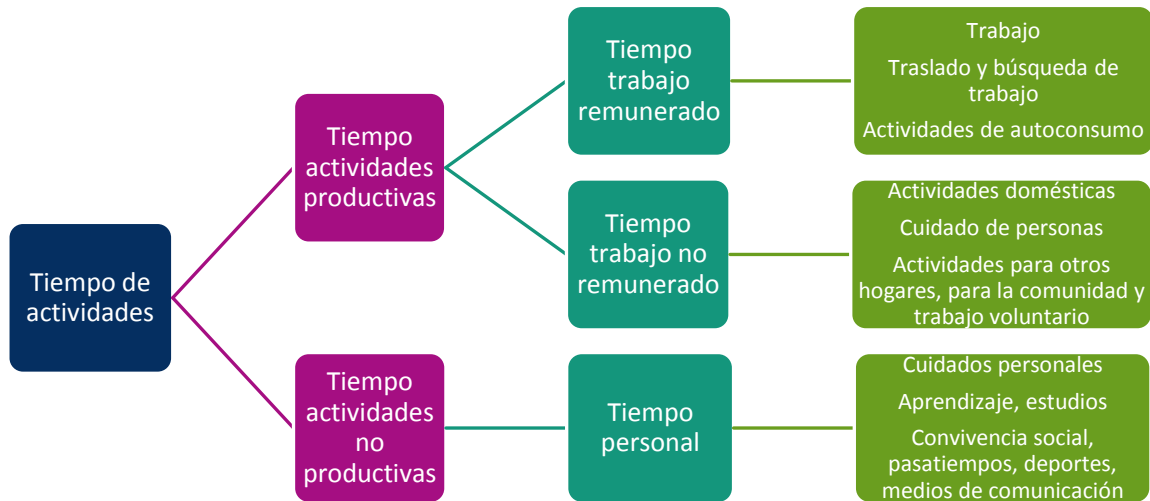 Tiempo de
actividades
Tiempo
actividades
productivas
Tiempo
trabajo
remunerado
Trabajo
Traslado y búsqueda de
trabajo
Actividades de autoconsumo
Tiempo
trabajo no
remunerado
Actividades domésticas
Cuidado de personas
Actividades para otros
hogares, para la comunidad y
trabajo voluntario
Tiempo
actividades
no
productivas
Tiempo
personal
Cuidados personales
Aprendizaje, estudios
Convivencia social,
pasatiempos, deportes,
medios de comunicación